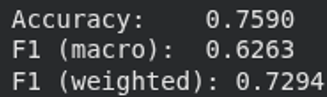 Accuracy: 0.7590
F1 (macro): 0.6263
F1 (weighted): 0.7294